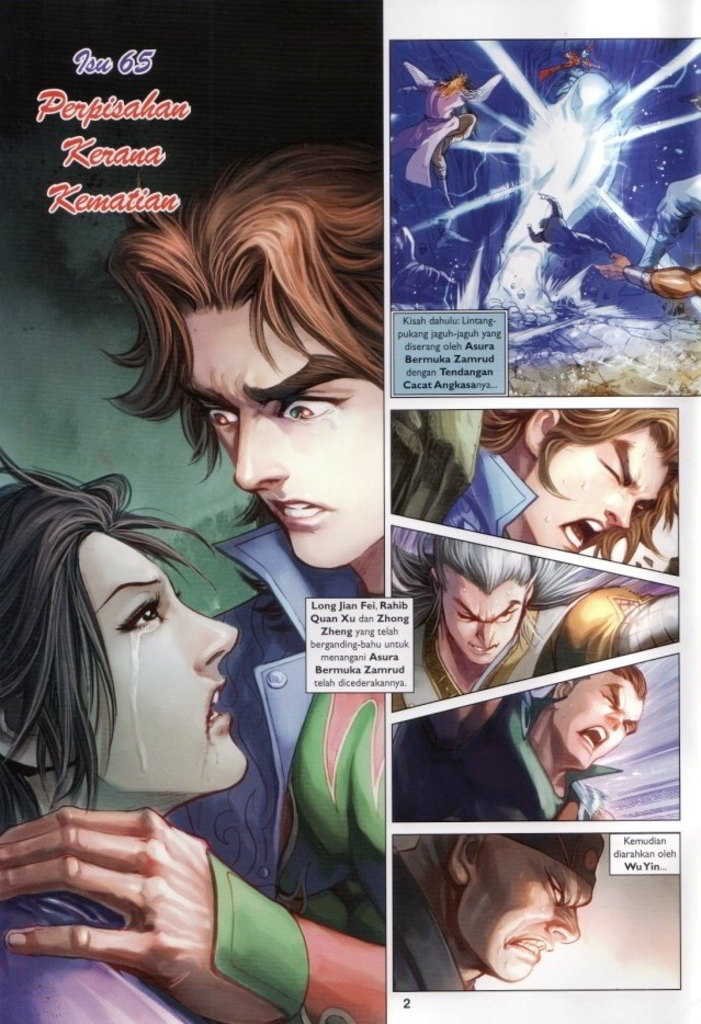 Isu 65
Perpisahan
Kerana
Kematian
Kisah dahulu: Lintang-
pukang jaguh-jaguh yang
diserang oleh Asura
Bermuka Zamrud
dengan Tendangan
Cacat Angkasanya...
Long Jian Fei, Rahib
Quan Xu dan Zhong
Zheng yang telah
berganding-bahu untuk
menangani Asura
Bermuka Zamrud
telah dicederakannya.
Kemudian
diarahkan oleh
Wu Yin...
2